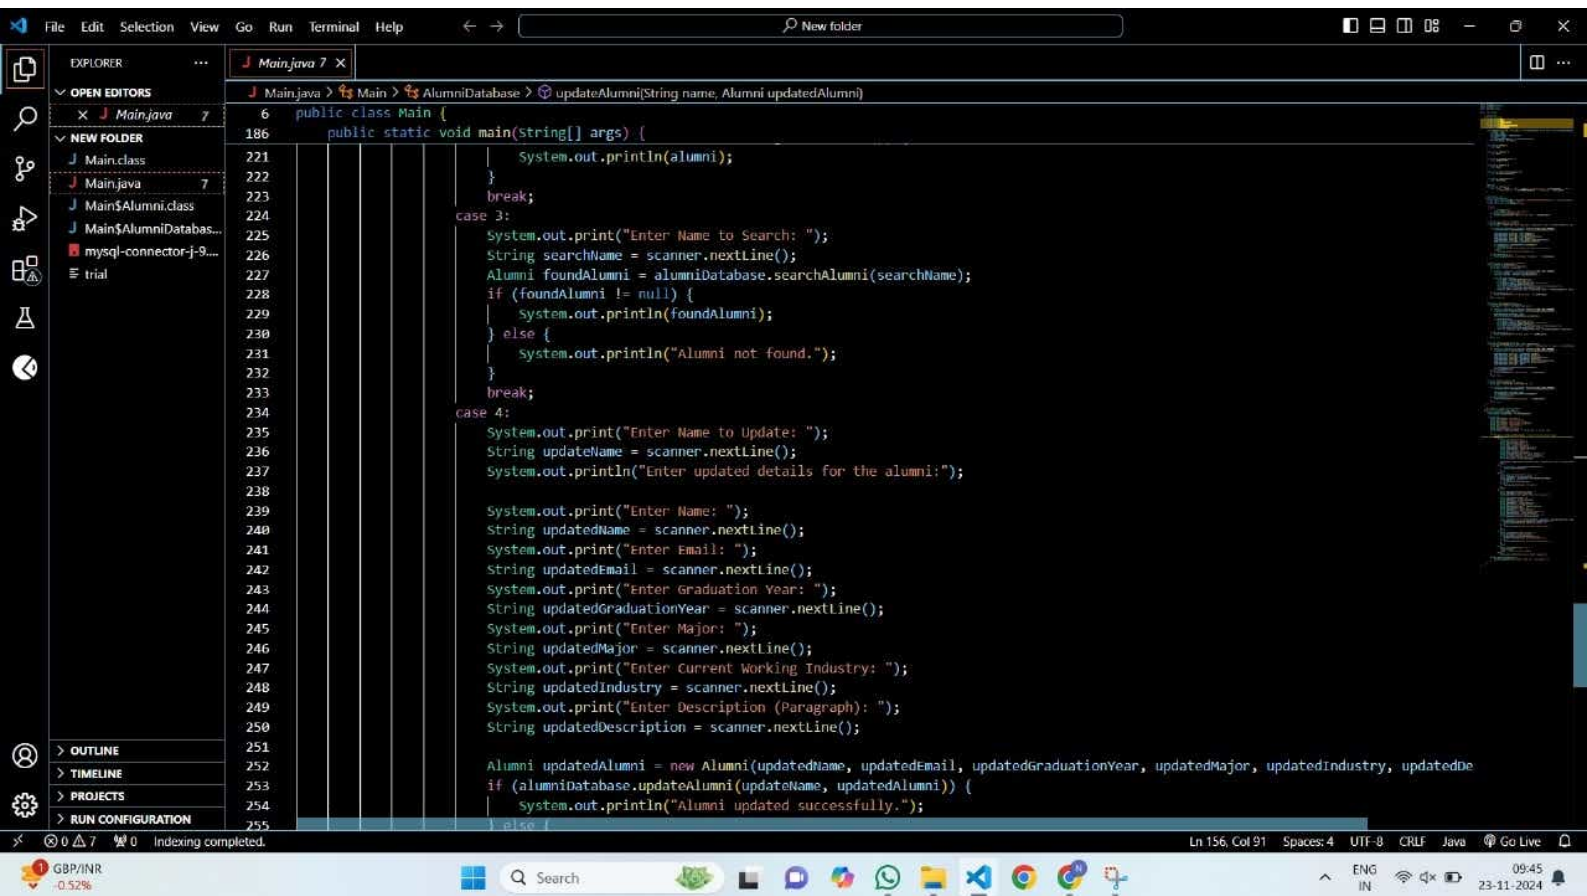 File Edit Selection View Go Run Terminal Help
New folder
EXPLORER
Main.java 7
OPEN EDITORS
Main.java 7
NEW FOLDER
Main.class
Main.java 7
Main$Alumni.class
Main$AlumniDatabas...
mysql-connector-j-9....
trial
OUTLINE
TIMELINE
PROJECTS
RUN CONFIGURATION
Main.java > Main > AlumniDatabase > updateAlumni(String name, Alumni updatedAlumni)
6 public class Main {
186 public static void main(String[] args) {
221 System.out.println(alumni);
222 }
223 break;
224 case 3:
225 System.out.print("Enter Name to Search: ");
226 String searchName = scanner.nextLine();
227 Alumni foundAlumni = alumniDatabase.searchAlumni(searchName);
228 if (foundAlumni != null) {
229 System.out.println(foundAlumni);
230 } else {
231 System.out.println("Alumni not found.");
232 }
233 break;
234 case 4:
235 System.out.print("Enter Name to Update: ");
236 String updateName = scanner.nextLine();
237 System.out.println("Enter updated details for the alumni:");
238
239 System.out.print("Enter Name: ");
240 String updatedName = scanner.nextLine();
241 System.out.print("Enter Email: ");
242 String updatedEmail = scanner.nextLine();
243 System.out.print("Enter Graduation Year: ");
244 String updatedGraduationYear = scanner.nextLine();
245 System.out.print("Enter Major: ");
246 String updatedMajor = scanner.nextLine();
247 System.out.print("Enter Current Working Industry: ");
248 String updatedIndustry = scanner.nextLine();
249 System.out.print("Enter Description (Paragraph): ");
250 String updatedDescription = scanner.nextLine();
251
252 Alumni updatedAlumni = new Alumni(updatedName, updatedEmail, updatedGraduationYear, updatedMajor, updatedIndustry, updatedDe
253 if (alumniDatabase.updateAlumni(updateName, updatedAlumni)) {
254 System.out.println("Alumni updated successfully.");
255 } else {
0 7 0 Indexing completed. Ln 156, Col 91 Spaces: 4 UTF-8 CRLF Java Go Live
1 GBP/INR
-0.52%
Search
ENG
IN
09:45
23-11-2024